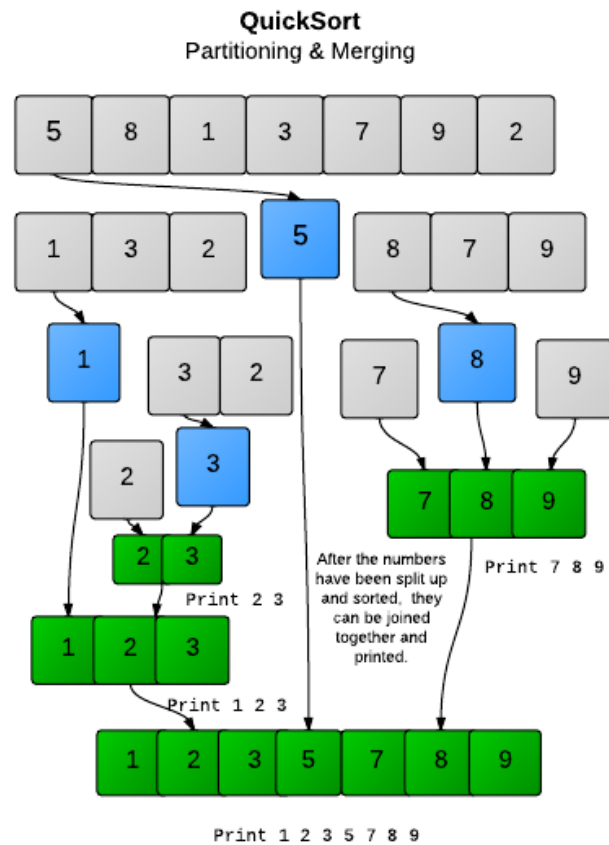 QuickSort
Partitioning & Merging
5 8 1 3 7 9 2
5
1 3 2
8 7 9
1
3 2
7
8
9
2
3
7 8 9
2 3
After the numbers
have been split up
and sorted, they
can be joined
together and
printed.
Print 7 8 9
Print 2 3
1 2 3
Print 1 2 3
1 2 3 5 7 8 9
Print 1 2 3 5 7 8 9